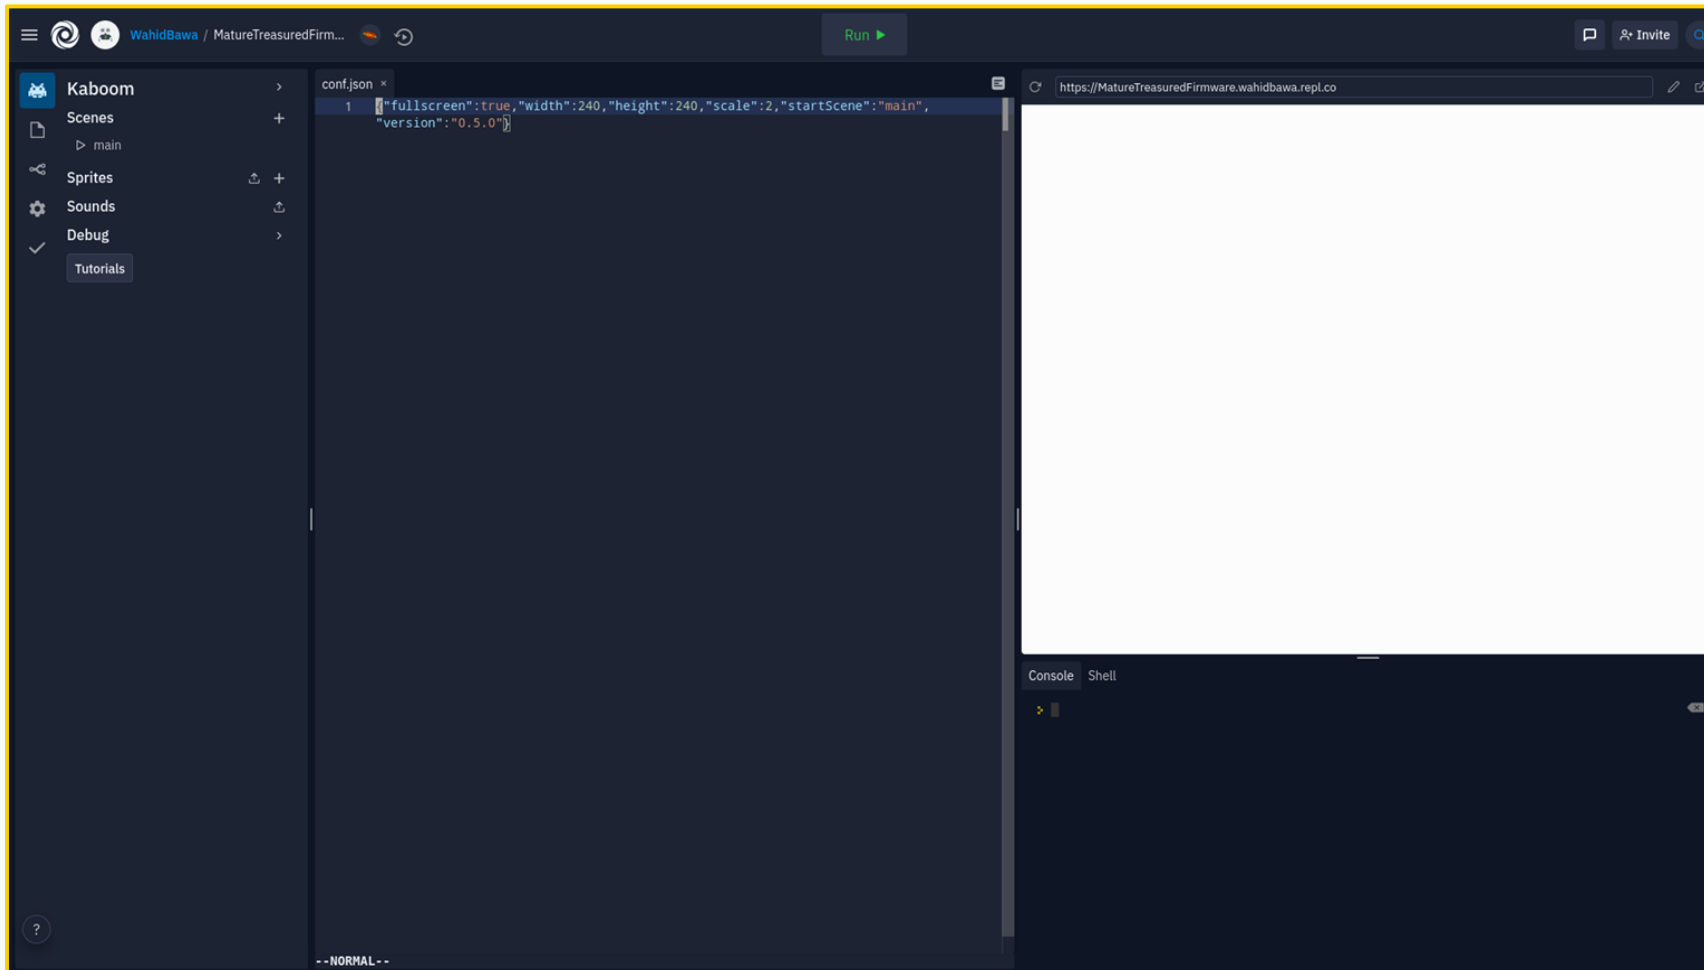 WahidBawa / MatureTreasuredFirm...
Run
Invite
Kaboom
Scenes
main
Sprites
Sounds
Debug
Tutorials
?
conf.json ×
1 {"fullscreen":true,"width":240,"height":240,"scale":2,"startScene":"main",
"version":"0.5.0"}
--NORMAL--
https://MatureTreasuredFirmware.wahidbawa.repl.co
Console Shell
>